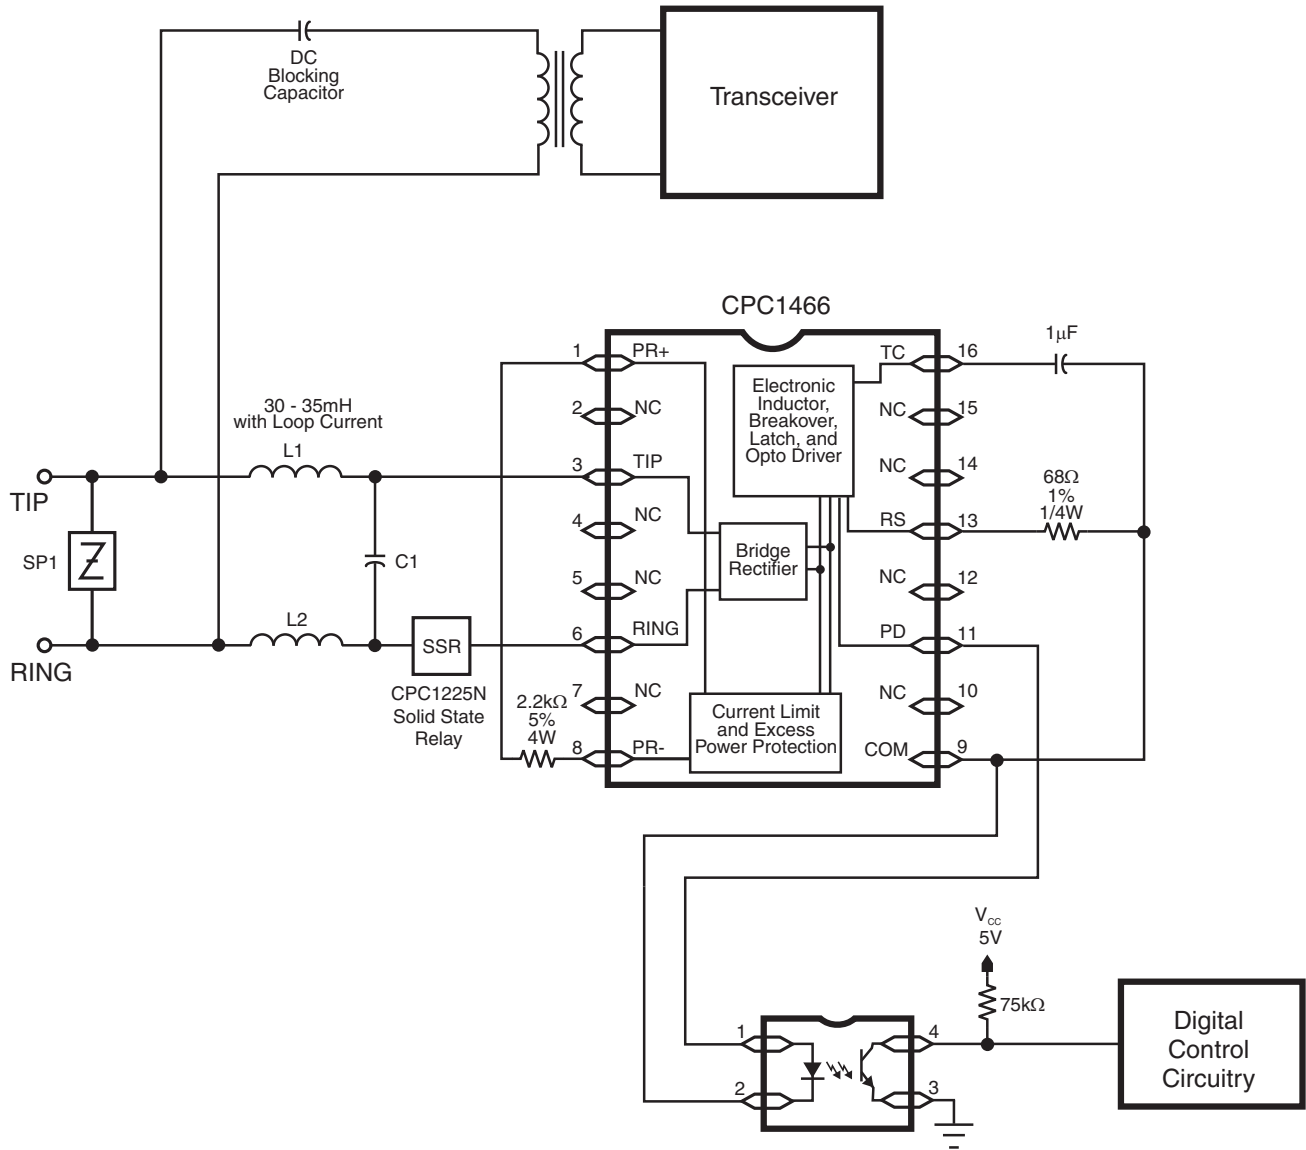 DC
Blocking
Capacitor
Transceiver
CPC1466
1 PR+
2 NC
3 TIP
4 NC
5 NC
6 RING
7 NC
8 PR-
Electronic
Inductor,
Breakover,
Latch, and
Opto Driver
Bridge
Rectifier
Current Limit
and Excess
Power Protection
TC 16
NC 15
NC 14
RS 13
NC 12
PD 11
NC 10
COM 9
1μF
68Ω
1%
1/4W
30 - 35mH
with Loop Current
L1
TIP
SP1
C1
L2
RING
SSR
CPC1225N
Solid State
Relay
2.2kΩ
5%
4W
VCC
5V
75kΩ
1
2
4
3
Digital
Control
Circuitry